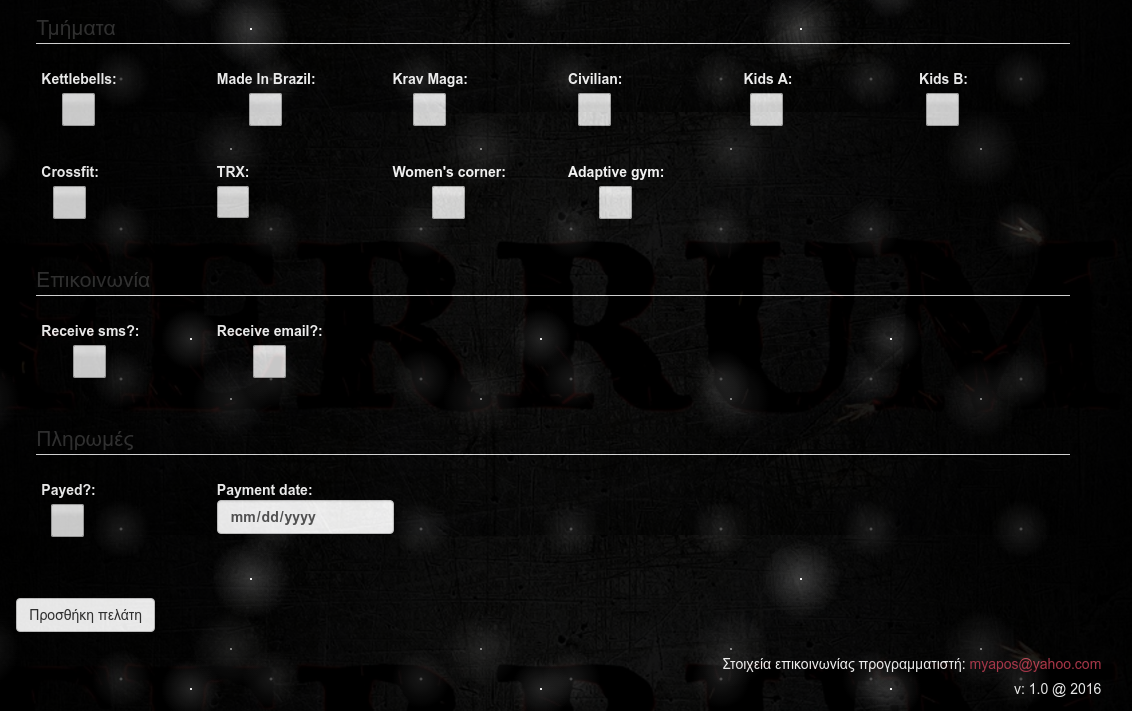 Τμήματα
Kettlebells: Made In Brazil: Krav Maga: Civilian: Kids A: Kids B:
Crossfit: TRX: Women's corner: Adaptive gym:
FERRUM
Επικοινωνία
Receive sms?: Receive email?:
Πληρωμές
Payed?: Payment date:
mm/dd/yyyy
Προσθήκη πελάτη
Στοιχεία επικοινωνίας προγραμματιστή: myapos@yahoo.com
v: 1.0 @ 2016